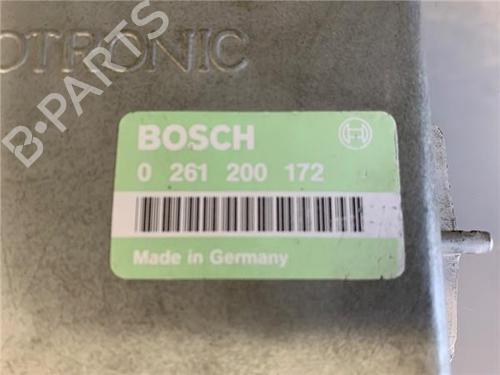 OTRONIC
B-PARTS
BOSCH
0 261 200 172
Made in Germany